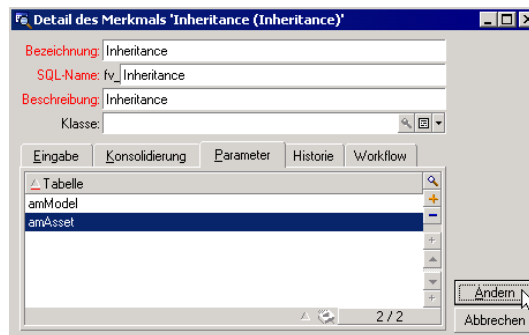 Detail des Merkmals 'Inheritance (Inheritance)'
Bezeichnung: Inheritance
SQL-Name: fv_ Inheritance
Beschreibung: Inheritance
Klasse:
Eingabe Konsolidierung Parameter Historie Workflow
Tabelle
amModel
amAsset
Ändern
2 / 2
Abbrechen